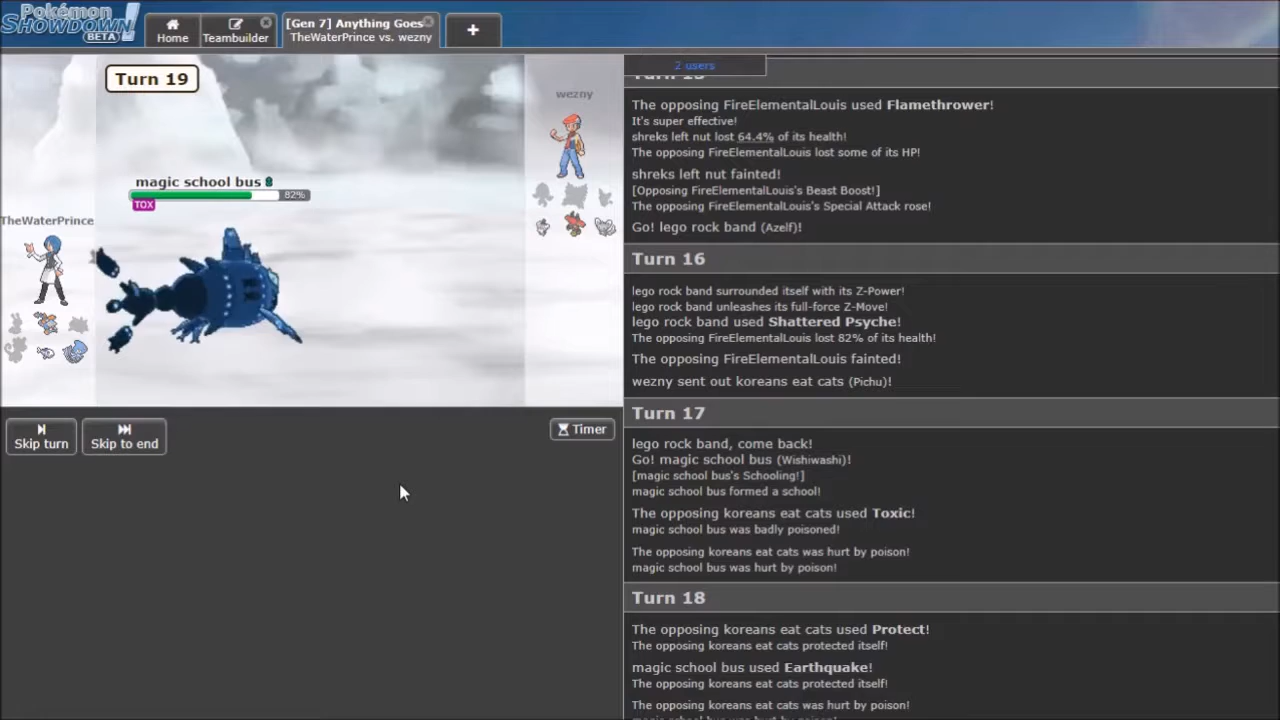 Pokémon
SHOWDOWN!
BETA
Home
Teambuilder
[Gen 7] Anything Goes
TheWaterPrince vs. wezny
Turn 19
magic school bus
82%
TOX
TheWaterPrince
wezny
Skip turn
Skip to end
Timer
2 users
Turn 15
The opposing FireElementalLouis used Flamethrower!
It's super effective!
shreks left nut lost 64.4% of its health!
The opposing FireElementalLouis lost some of its HP!
shreks left nut fainted!
[Opposing FireElementalLouis's Beast Boost!]
The opposing FireElementalLouis's Special Attack rose!
Go! lego rock band (Azelf)!
Turn 16
lego rock band surrounded itself with its Z-Power!
lego rock band unleashes its full-force Z-Move!
lego rock band used Shattered Psyche!
The opposing FireElementalLouis lost 82% of its health!
The opposing FireElementalLouis fainted!
wezny sent out koreans eat cats (Pichu)!
Turn 17
lego rock band, come back!
Go! magic school bus (Wishiwashi)!
[magic school bus's Schooling!]
magic school bus formed a school!
The opposing koreans eat cats used Toxic!
magic school bus was badly poisoned!
The opposing koreans eat cats was hurt by poison!
magic school bus was hurt by poison!
Turn 18
The opposing koreans eat cats used Protect!
The opposing koreans eat cats protected itself!
magic school bus used Earthquake!
The opposing koreans eat cats protected itself!
The opposing koreans eat cats was hurt by poison!
magic school bus was hurt by poison!